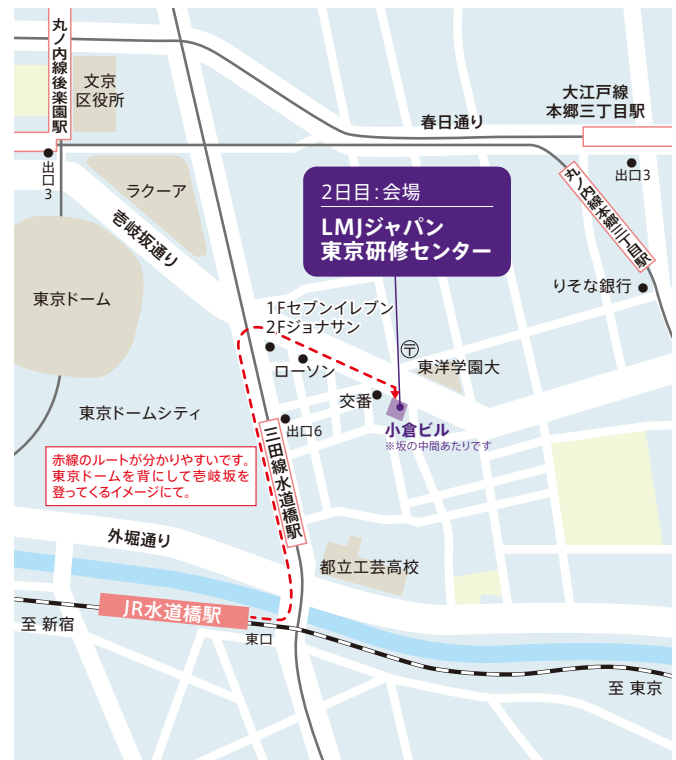 丸ノ内線後楽園駅
文京
区役所
大江戸線
本郷三丁目駅
春日通り
出口3
出口3
ラクーア
丸ノ内線本郷三丁目駅
2日目:会場
LMJジャパン
東京研修センター
壱岐坂通り
りそな銀行
東京ドーム
1Fセブンイレブン
2Fジョナサン
ローソン
〒
東洋学園大
交番
東京ドームシティ
出口6
小倉ビル
※坂の中間あたりです
三田線水道橋駅
赤線のルートが分かりやすいです。
東京ドームを背にして壱岐坂を
登ってくるイメージにて。
外堀通り
都立工芸高校
JR水道橋駅
至 新宿
東口
至 東京